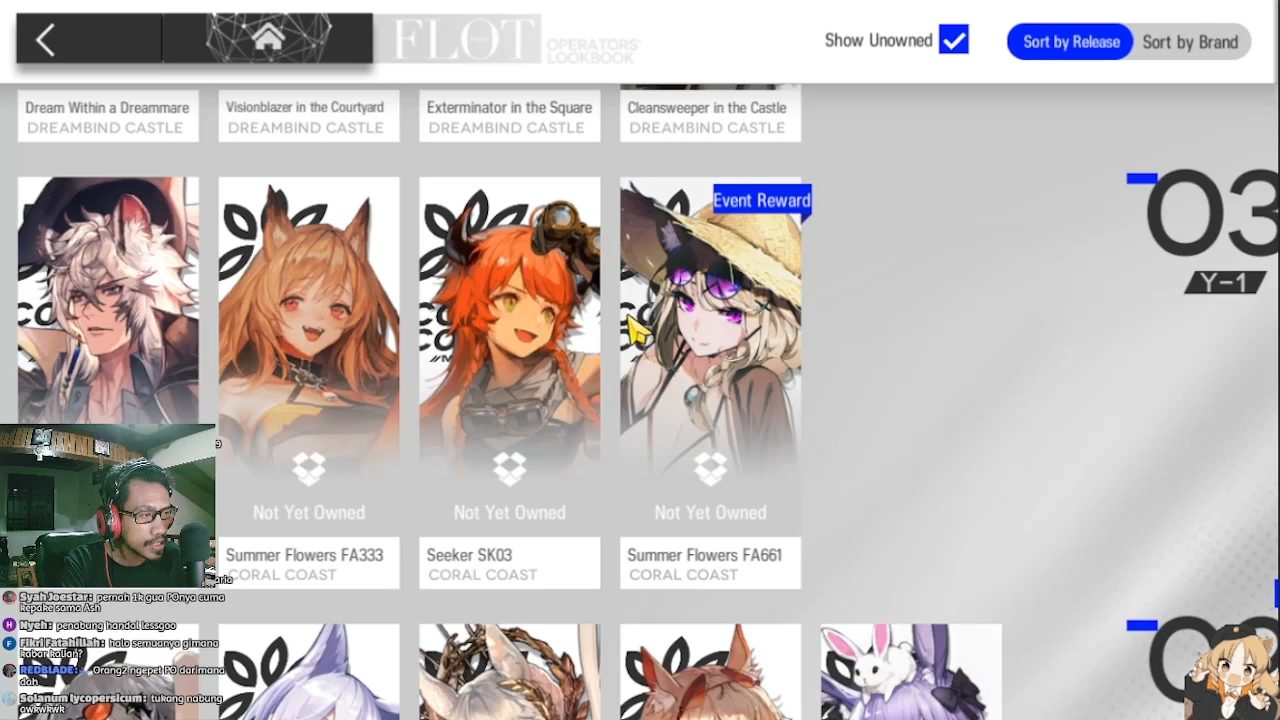 FLOT
OPERATORS'
LOOKBOOK
Show Unowned
Sort by Release
Sort by Brand
Dream Within a Dreammare
DREAMBIND CASTLE
Visionblazer in the Courtyard
DREAMBIND CASTLE
Exterminator in the Square
DREAMBIND CASTLE
Cleansweeper in the Castle
DREAMBIND CASTLE
Event Reward
03
Y-1
Not Yet Owned
Not Yet Owned
Not Yet Owned
Summer Flowers FA333
CORAL COAST
Seeker SK03
CORAL COAST
Summer Flowers FA661
CORAL COAST
SyahJoestar: pernah 1k gua POnya cuma
kepake sama Ash
Nyeh: penabung handal lessgoo
Fikri Fatahillah: halo semuanya gimana
kabar kalian?
REDBLADE: Orang2 ngepet PO darimana
dah..
Solanum lycopersicum: tukang nabung
awkwkwk